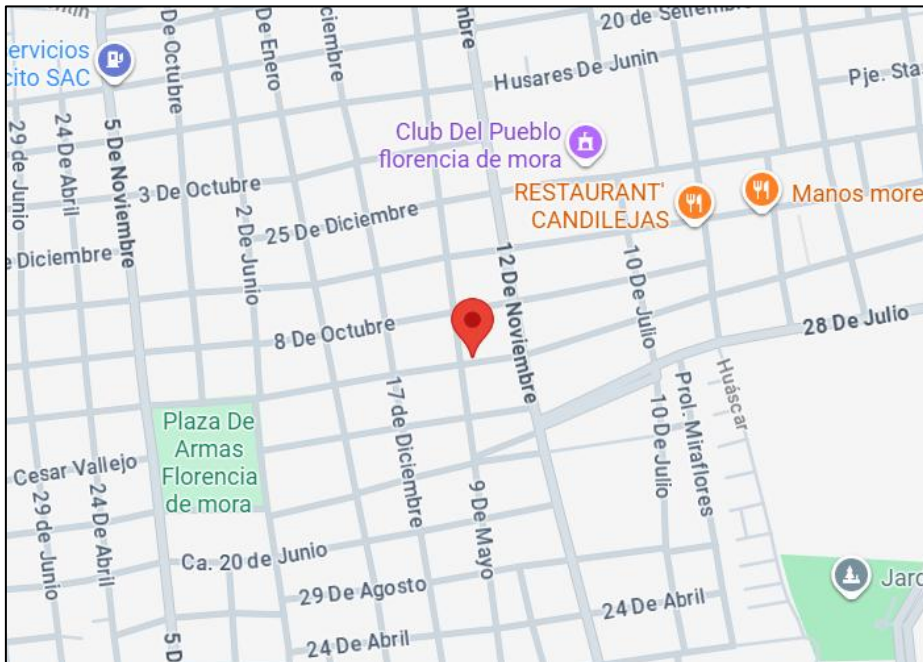 20 De Setiembre
ervicios
cito SAC
De Octubre
De Enero
iciembre
mbre
Husares De Junin
Pje. Sta
29 de Junio
24 De Abril
5 De Noviembre
Club Del Pueblo
florencia de mora
3 De Octubre
2 De Junio
RESTAURANT'
CANDILEJAS
Manos more
25 De Diciembre
e Diciembre
12 De Noviembre
10 De Julio
8 De Octubre
28 De Julio
Huáscar
17 de Diciembre
Prol. Miraflores
10 De Julio
Plaza De
Armas
Florencia
de mora
Cesar Vallejo
29 de Junio
24 De Abril
9 De Mayo
Ca. 20 de Junio
29 De Agosto
24 De Abril
Jard
24 De Abril
5 D